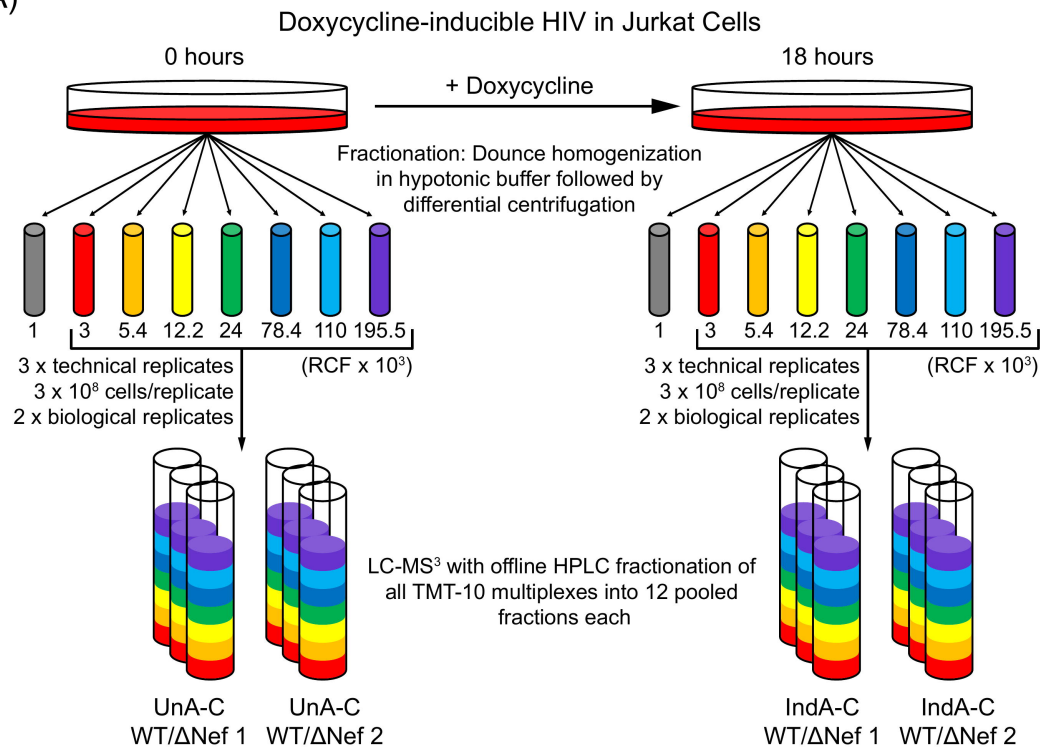 A)
Doxycycline-inducible HIV in Jurkat Cells
0 hours
+ Doxycycline
18 hours
Fractionation: Dounce homogenization
in hypotonic buffer followed by
differential centrifugation
1 3 5.4 12.2 24 78.4 110 195.5
(RCF x 10³)
3 x technical replicates
3 x 10⁸ cells/replicate
2 x biological replicates
1 3 5.4 12.2 24 78.4 110 195.5
(RCF x 10³)
3 x technical replicates
3 x 10⁸ cells/replicate
2 x biological replicates
LC-MS³ with offline HPLC fractionation of
all TMT-10 multiplexes into 12 pooled
fractions each
UnA-C
WT/ΔNef 1
UnA-C
WT/ΔNef 2
IndA-C
WT/ΔNef 1
IndA-C
WT/ΔNef 2